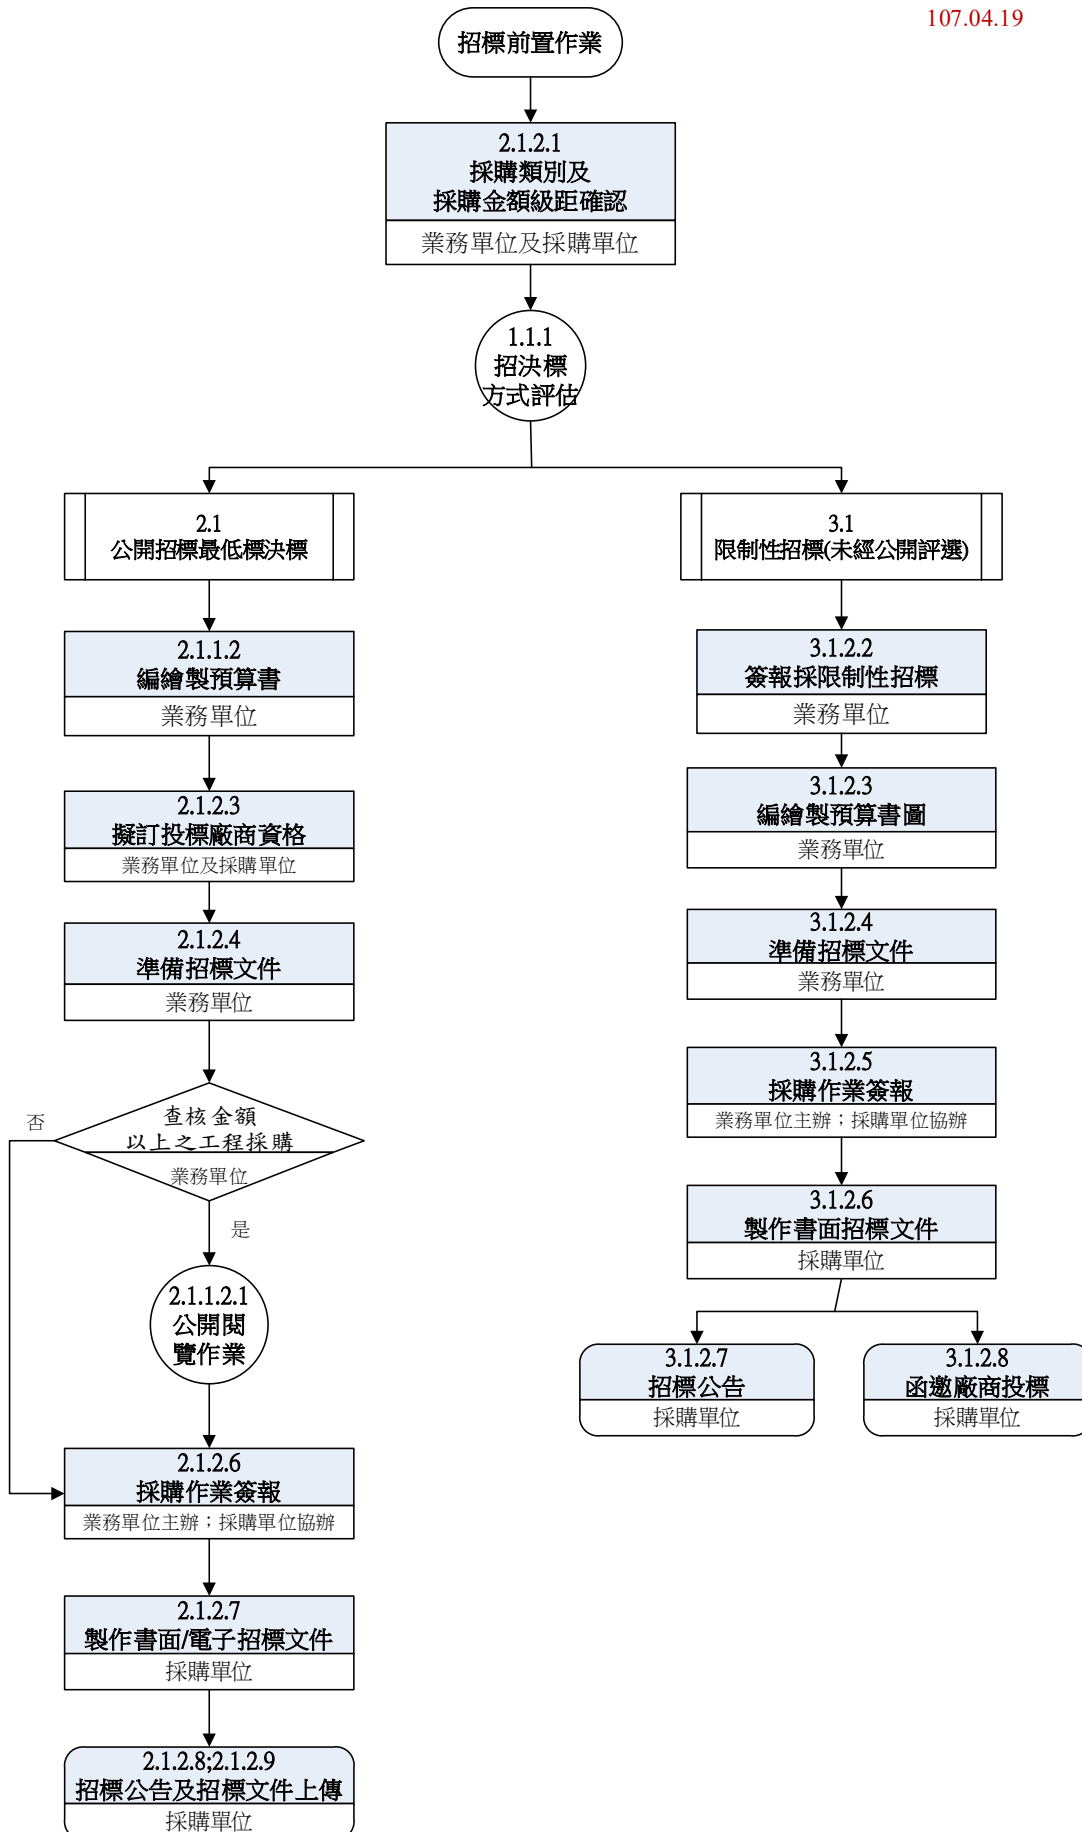 107.04.19
招標前置作業
2.1.2.1
採購類別及
採購金額級距確認
業務單位及採購單位
1.1.1
招決標
方式評估
2.1
公開招標最低標決標
2.1.1.2
編繪製預算書
業務單位
2.1.2.3
擬訂投標廠商資格
業務單位及採購單位
2.1.2.4
準備招標文件
業務單位
查核金額
以上之工程採購
業務單位
否
是
2.1.1.2.1
公開閱
覽作業
2.1.2.6
採購作業簽報
業務單位主辦；採購單位協辦
2.1.2.7
製作書面/電子招標文件
採購單位
2.1.2.8;2.1.2.9
招標公告及招標文件上傳
採購單位
3.1
限制性招標(未經公開評選)
3.1.2.2
簽報採限制性招標
業務單位
3.1.2.3
編繪製預算書圖
業務單位
3.1.2.4
準備招標文件
業務單位
3.1.2.5
採購作業簽報
業務單位主辦；採購單位協辦
3.1.2.6
製作書面招標文件
採購單位
3.1.2.7
招標公告
採購單位
3.1.2.8
函邀廠商投標
採購單位